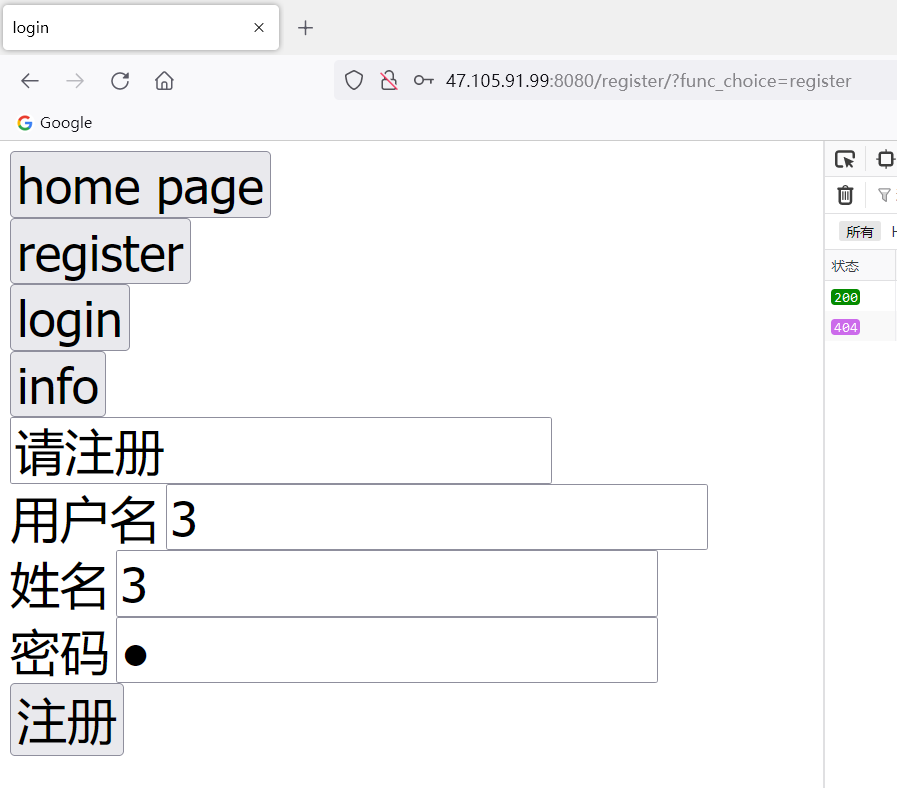 login
47.105.91.99:8080/register/?func_choice=register
Google
home page
register
login
info
请注册
用户名 3
姓名 3
密码 ●
注册
所有
状态
200
404